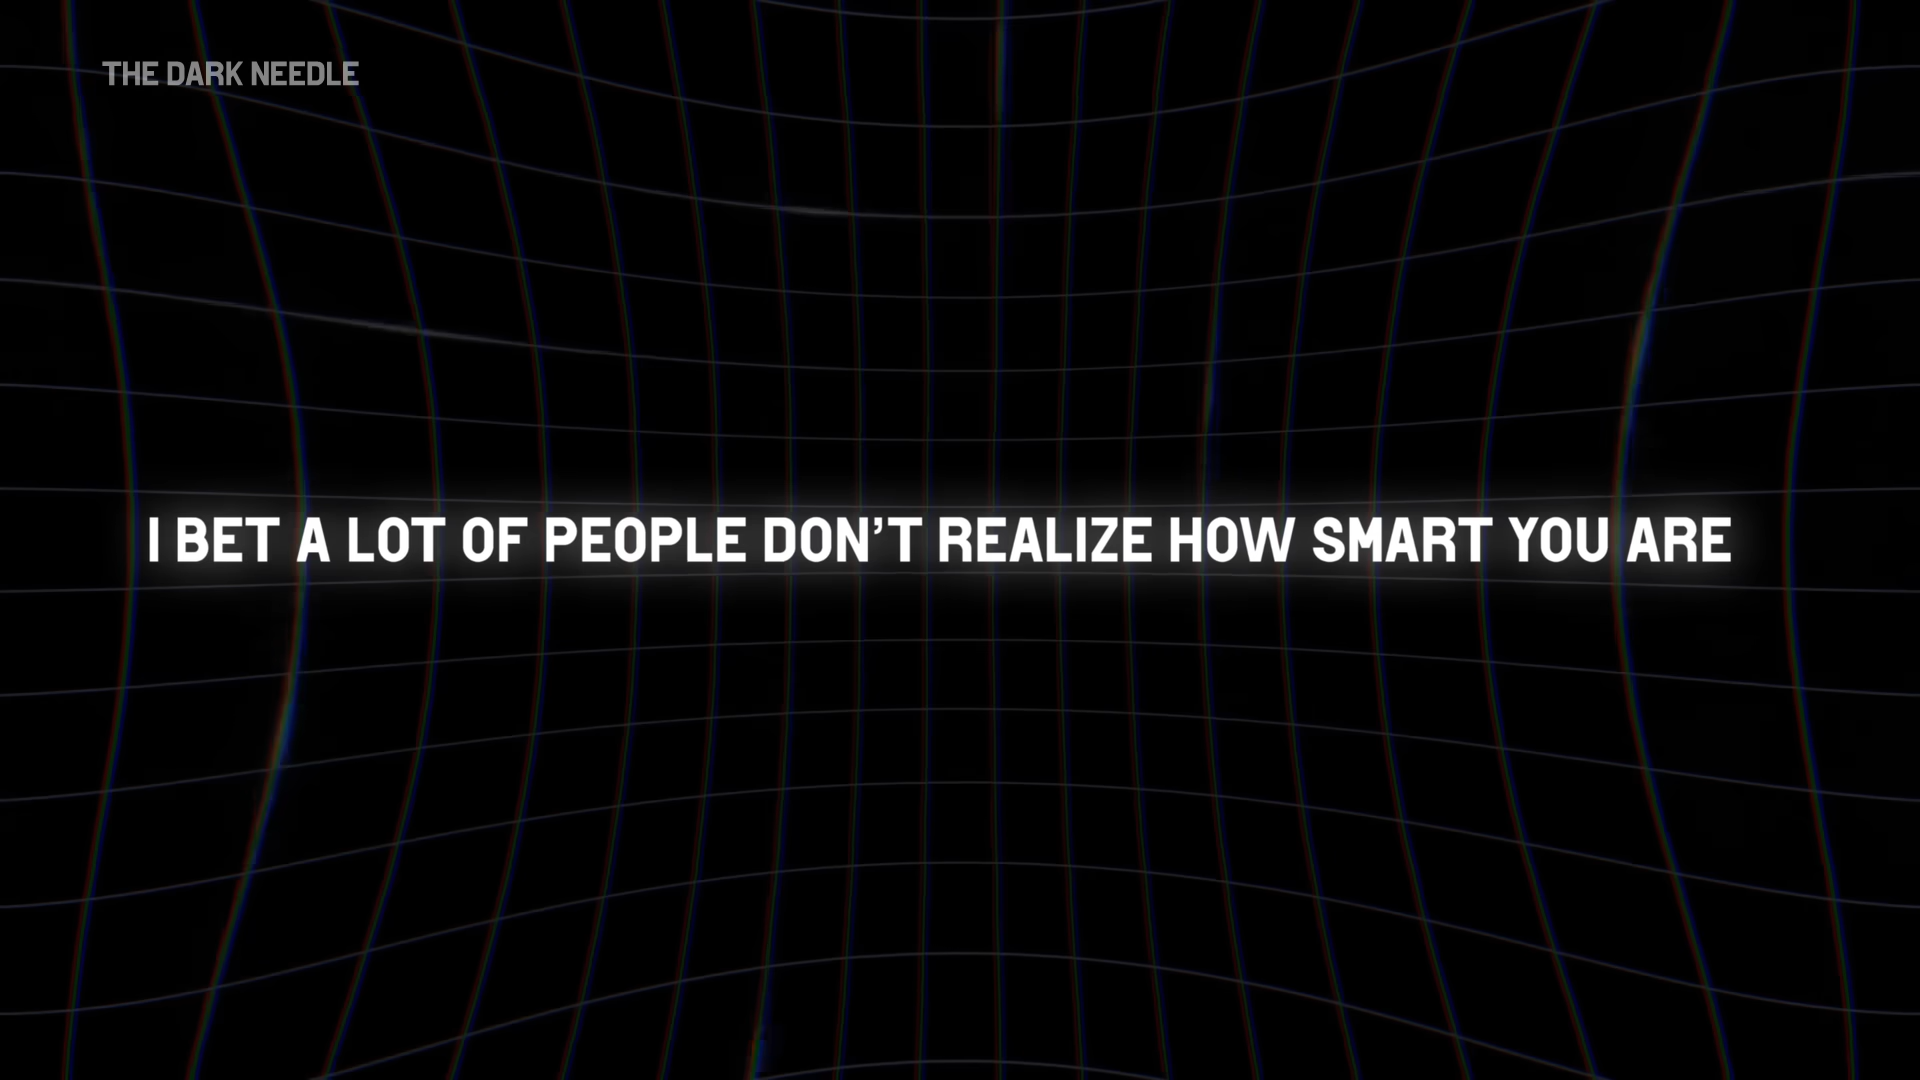 THE DARK NEEDLE
I BET A LOT OF PEOPLE DON’T REALIZE HOW SMART YOU ARE